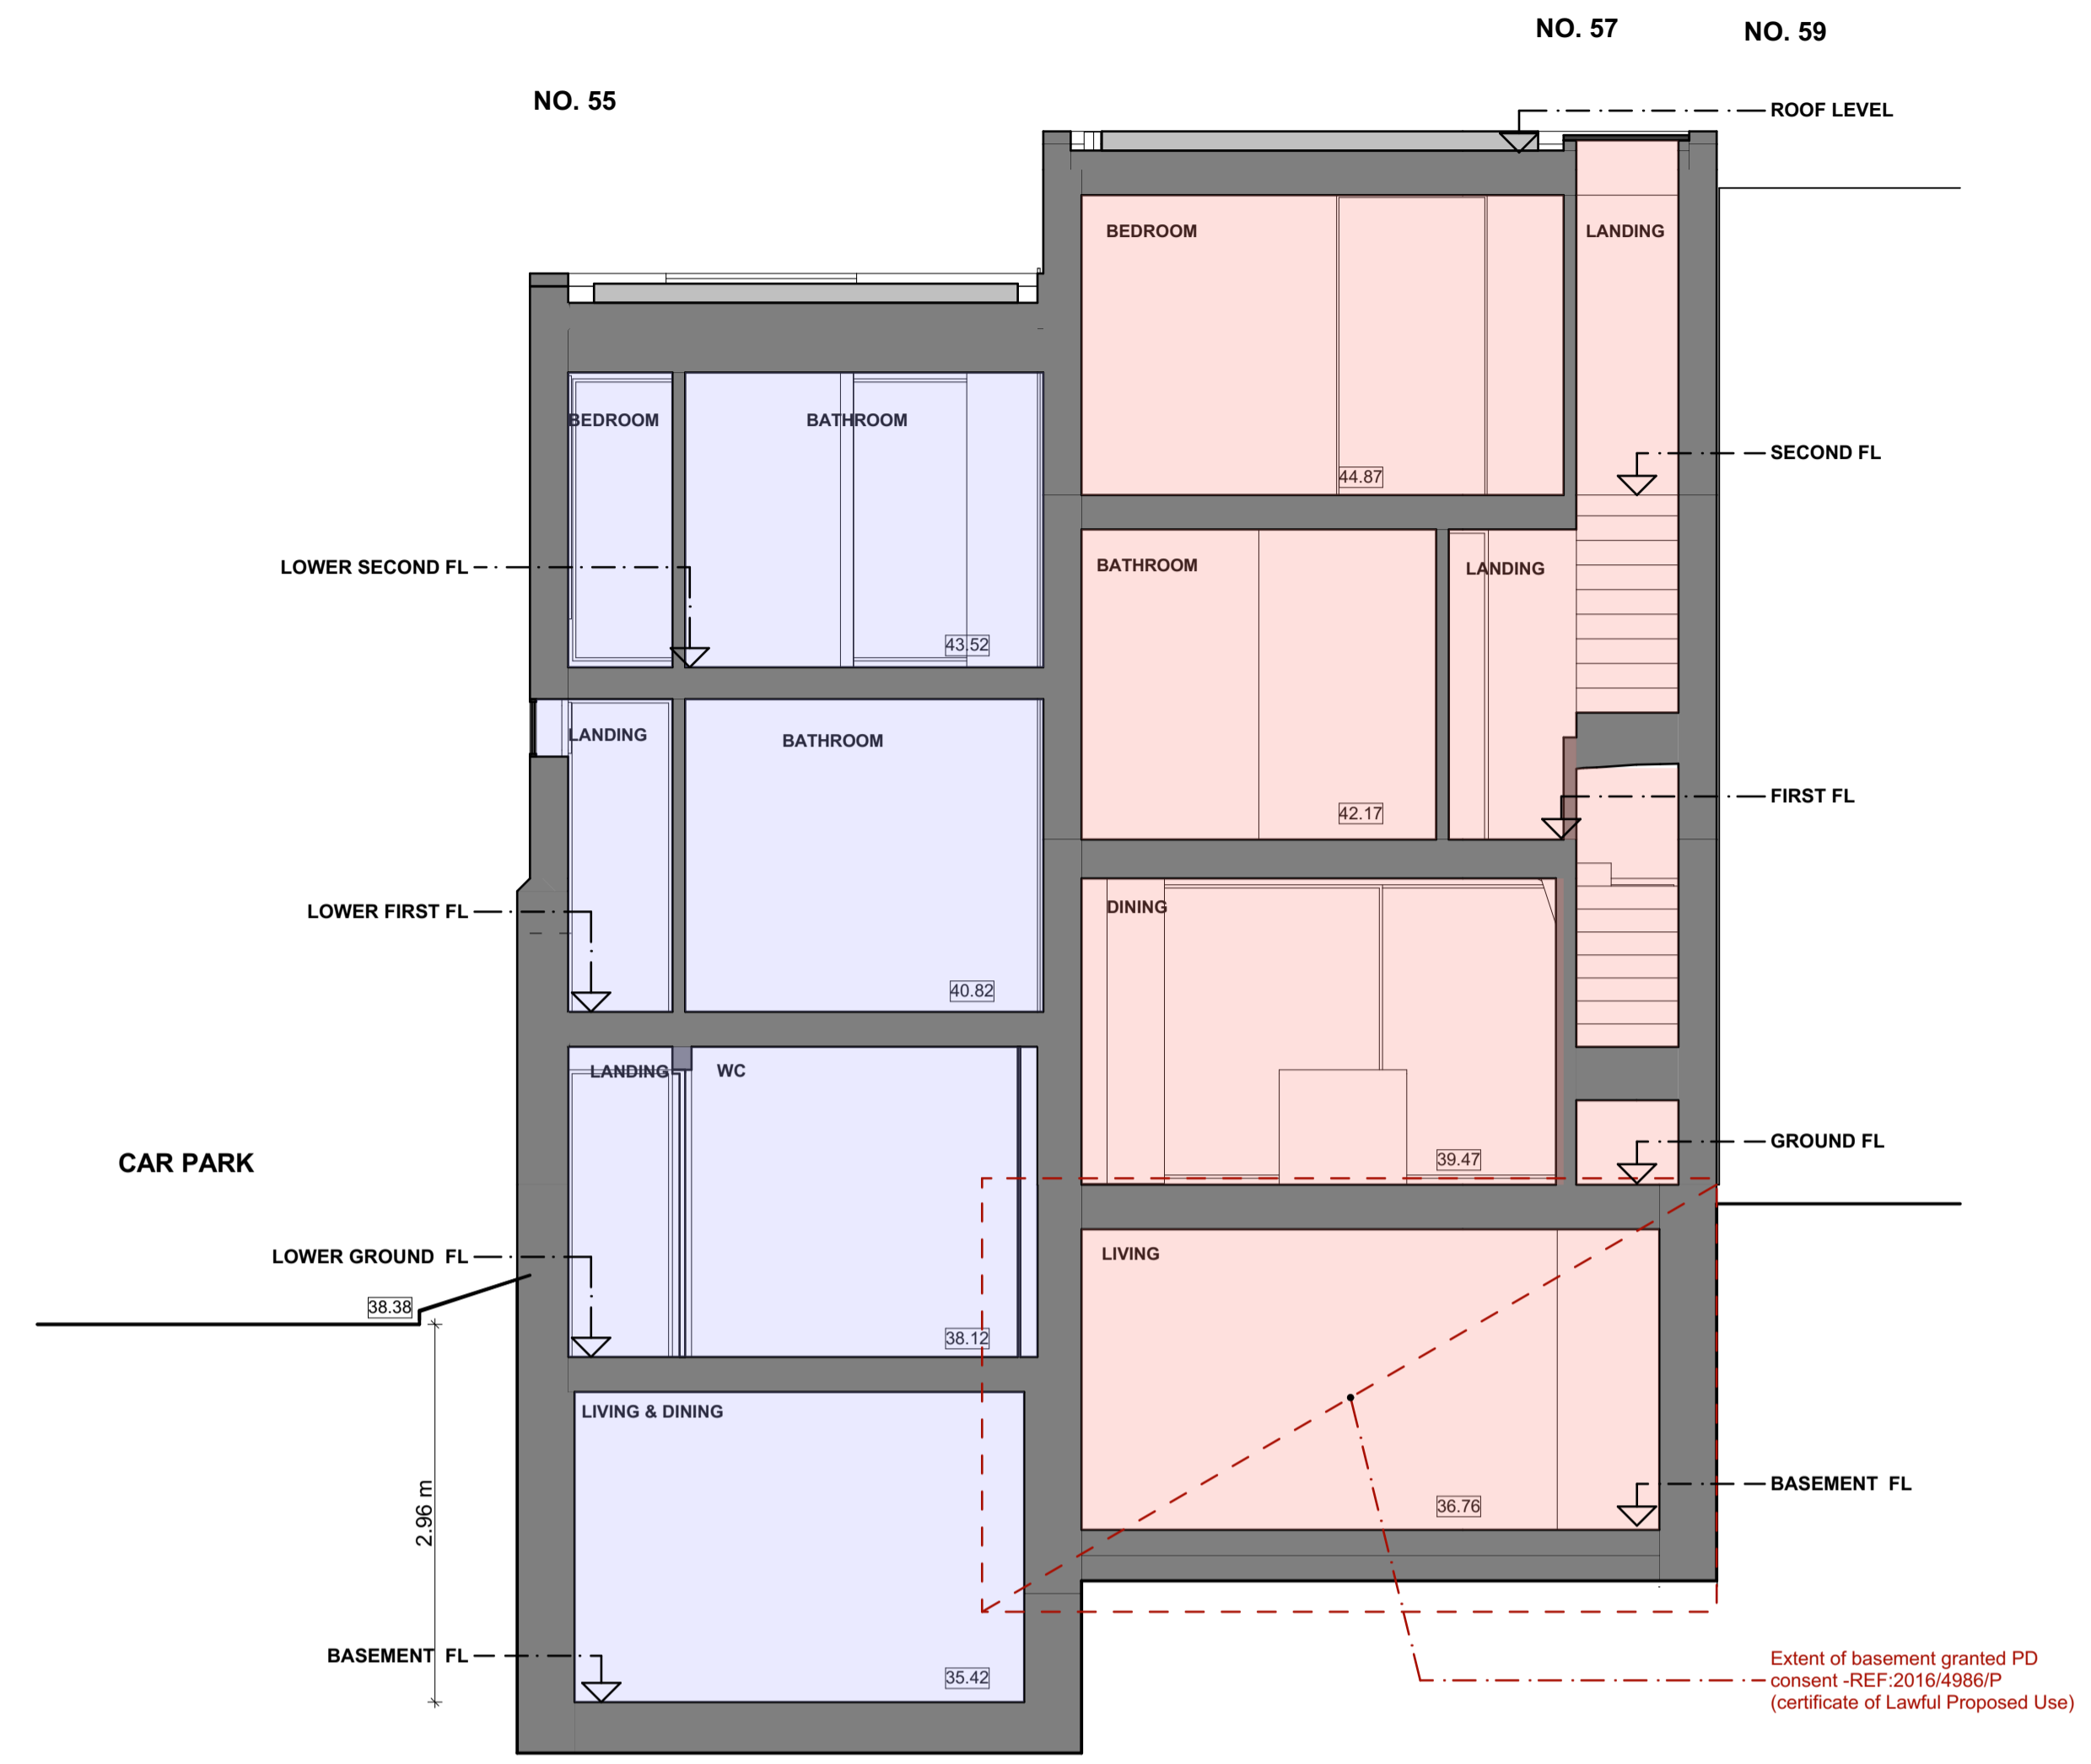 NO. 57
NO. 59
NO. 55
ROOF LEVEL
BEDROOM
LANDING
BEDROOM
BATHROOM
SECOND FL
44.87
LOWER SECOND FL
BATHROOM
LANDING
43.52
LANDING
BATHROOM
FIRST FL
42.17
LOWER FIRST FL
DINING
40.82
LANDING
WC
CAR PARK
GROUND FL
39.47
LOWER GROUND FL
LIVING
38.38
38.12
LIVING & DINING
BASEMENT FL
36.76
2.96 m
BASEMENT FL
35.42
Extent of basement granted PD
consent -REF:2016/4986/P
(certificate of Lawful Proposed Use)